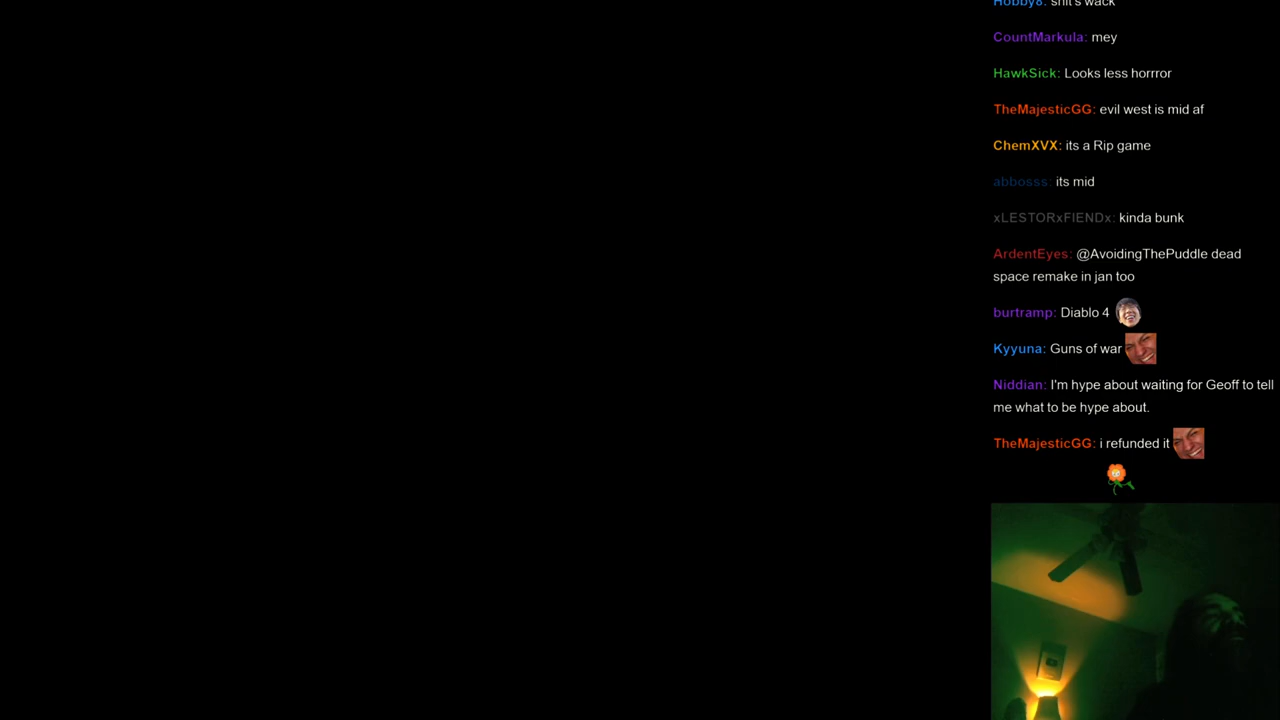 Hobby8: shit's wack
CountMarkula: mey
HawkSick: Looks less horrror
TheMajesticGG: evil west is mid af
ChemXVX: its a Rip game
abbosss: its mid
xLESTORxFIENDx: kinda bunk
ArdentEyes: @AvoidingThePuddle dead
space remake in jan too
burtramp: Diablo 4
Kyyuna: Guns of war
Niddian: I'm hype about waiting for Geoff to tell
me what to be hype about.
TheMajesticGG: i refunded it